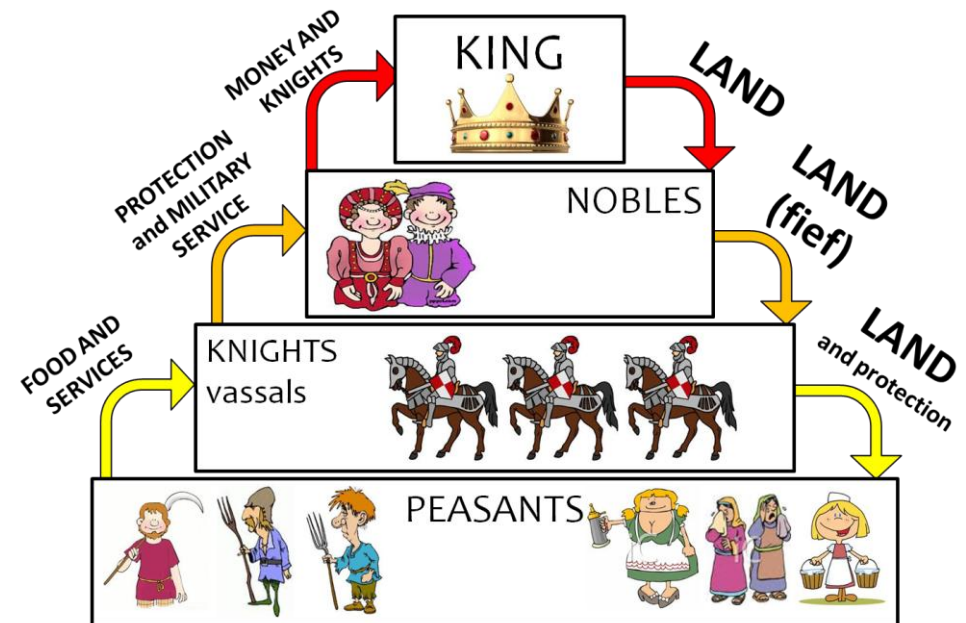 KING
MONEY AND
KNIGHTS
LAND
NOBLES
PROTECTION
and MILITARY
SERVICE
LAND
(fief)
KNIGHTS
vassals
FOOD AND
SERVICES
LAND
and protection
PEASANTS